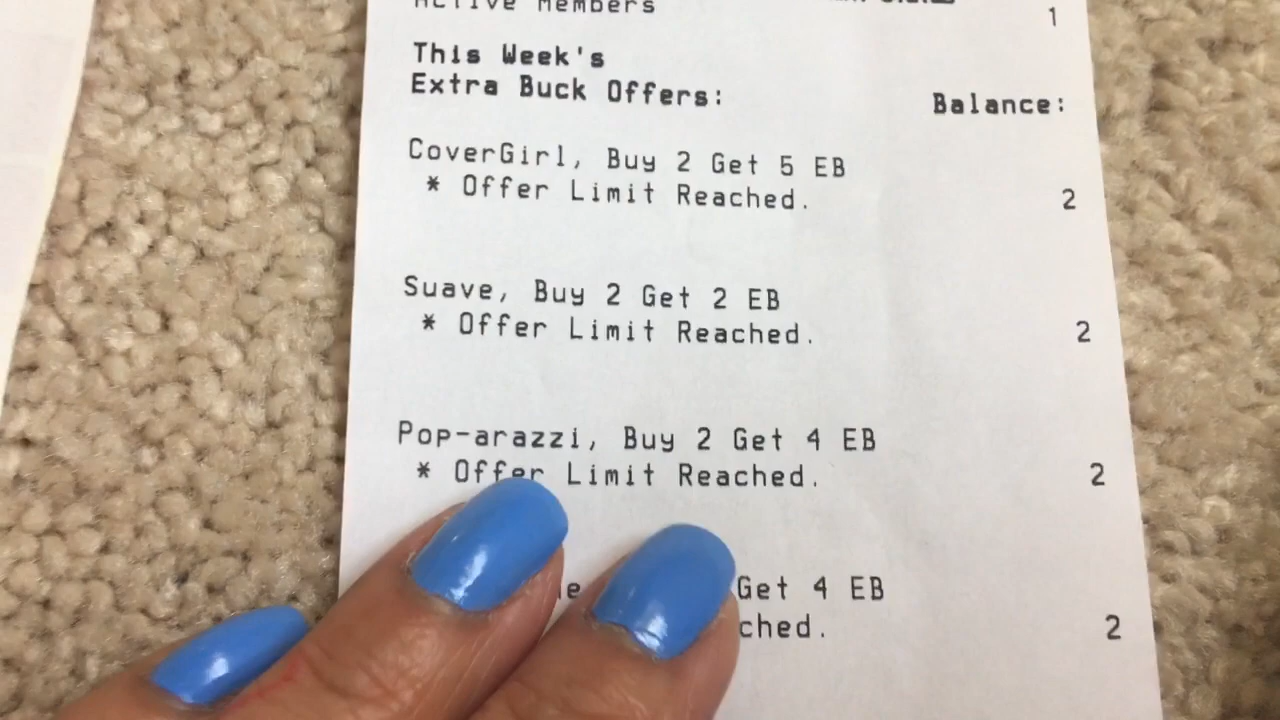 Active Members 1
This Week's
Extra Buck Offers: Balance:
CoverGirl, Buy 2 Get 5 EB
* Offer Limit Reached. 2
Suave, Buy 2 Get 2 EB
* Offer Limit Reached. 2
Pop-arazzi, Buy 2 Get 4 EB
* Offer Limit Reached. 2
Get 4 EB
2